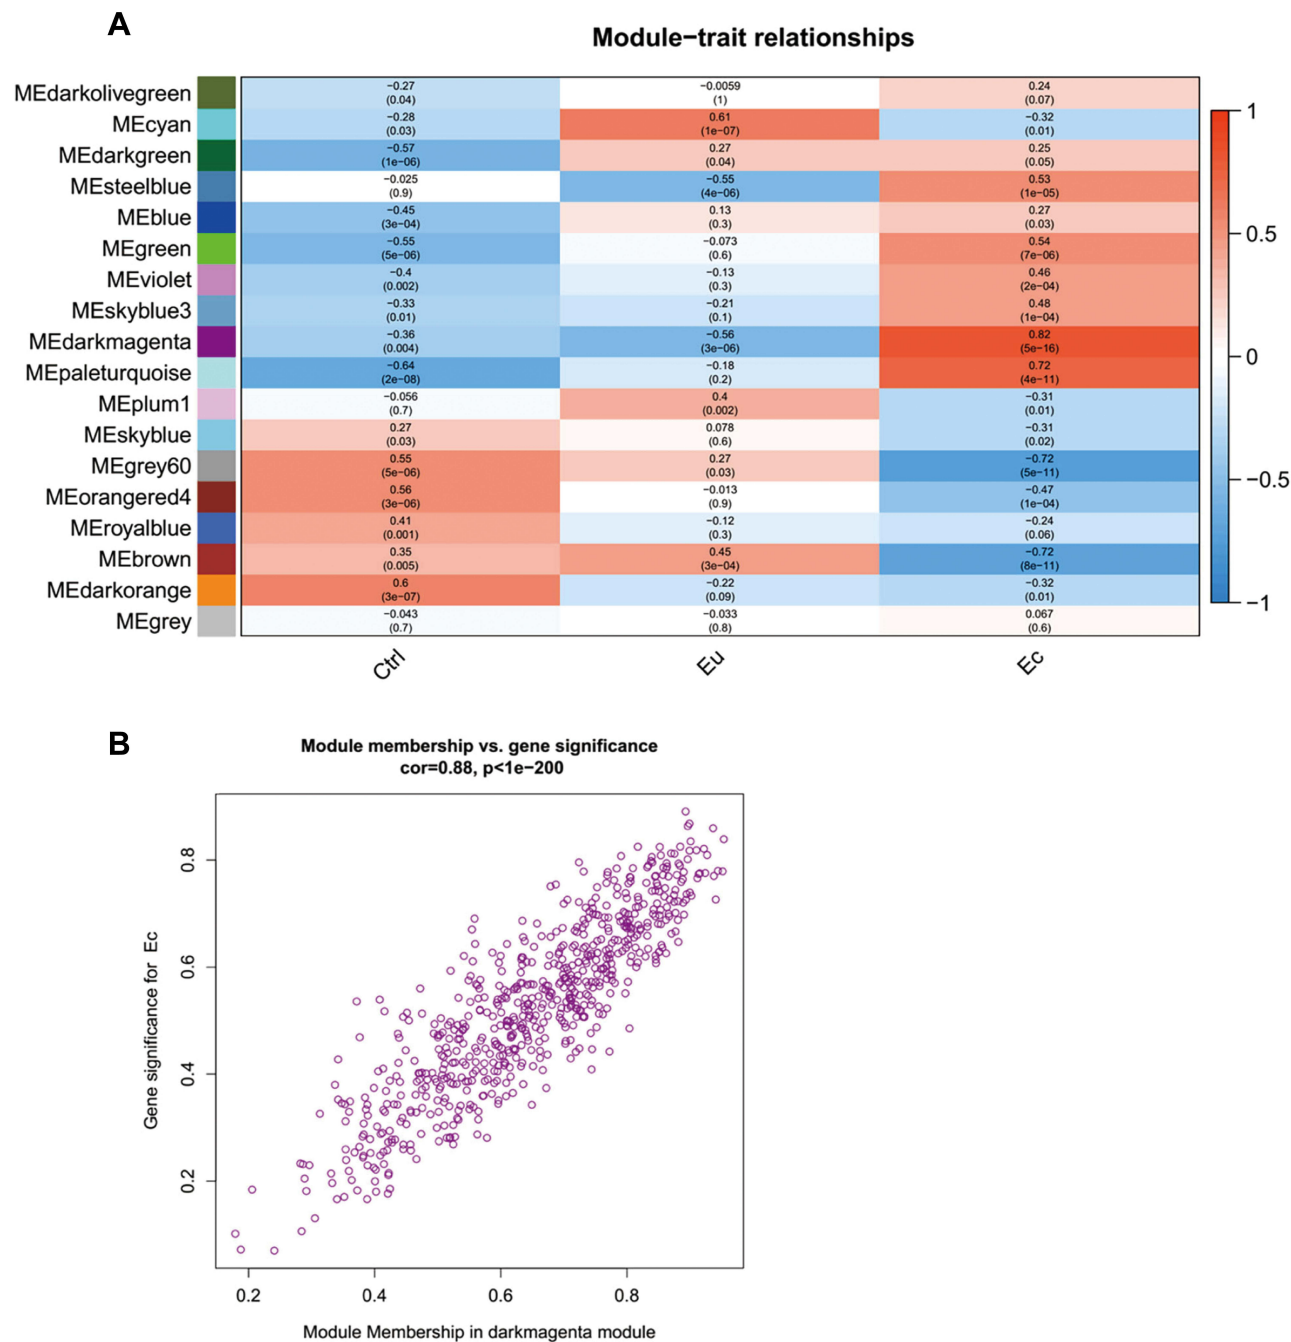 A
Module−trait relationships
MEdarkolivegreen −0.27 −0.0059 0.24
(0.04) (1) (0.07)
MEcyan −0.28 0.61 −0.32
(0.03) (1e−07) (0.01)
MEdarkgreen −0.57 0.27 0.25
(1e−06) (0.04) (0.05)
MEsteelblue −0.025 −0.55 0.53
(0.9) (4e−06) (1e−05)
MEblue −0.45 0.13 0.27
(3e−04) (0.3) (0.03)
MEgreen −0.55 −0.073 0.54
(5e−06) (0.6) (7e−06)
MEviolet −0.4 −0.13 0.46
(0.002) (0.3) (2e−04)
MEskyblue3 −0.33 −0.21 0.48
(0.01) (0.1) (1e−04)
MEdarkmagenta −0.36 −0.56 0.82
(0.004) (3e−06) (5e−16)
MEpaleturquoise −0.64 −0.18 0.72
(2e−08) (0.2) (4e−11)
MEplum1 −0.056 0.4 −0.31
(0.7) (0.002) (0.01)
MEskyblue 0.27 0.078 −0.31
(0.03) (0.6) (0.02)
MEgrey60 0.55 0.27 −0.72
(5e−06) (0.03) (5e−11)
MEorangered4 0.56 −0.013 −0.47
(3e−06) (0.9) (1e−04)
MEroyalblue 0.41 −0.12 −0.24
(0.001) (0.3) (0.06)
MEbrown 0.35 0.45 −0.72
(0.005) (3e−04) (8e−11)
MEdarkorange 0.6 −0.22 −0.32
(3e−07) (0.09) (0.01)
MEgrey −0.043 −0.033 0.067
(0.7) (0.8) (0.6)
Ctrl Eu Ec
1
0.5
0
−0.5
−1
B
Module membership vs. gene significance
cor=0.88, p<1e−200
Gene significance for Ec
0.8
0.6
0.4
0.2
0.2 0.4 0.6 0.8
Module Membership in darkmagenta module